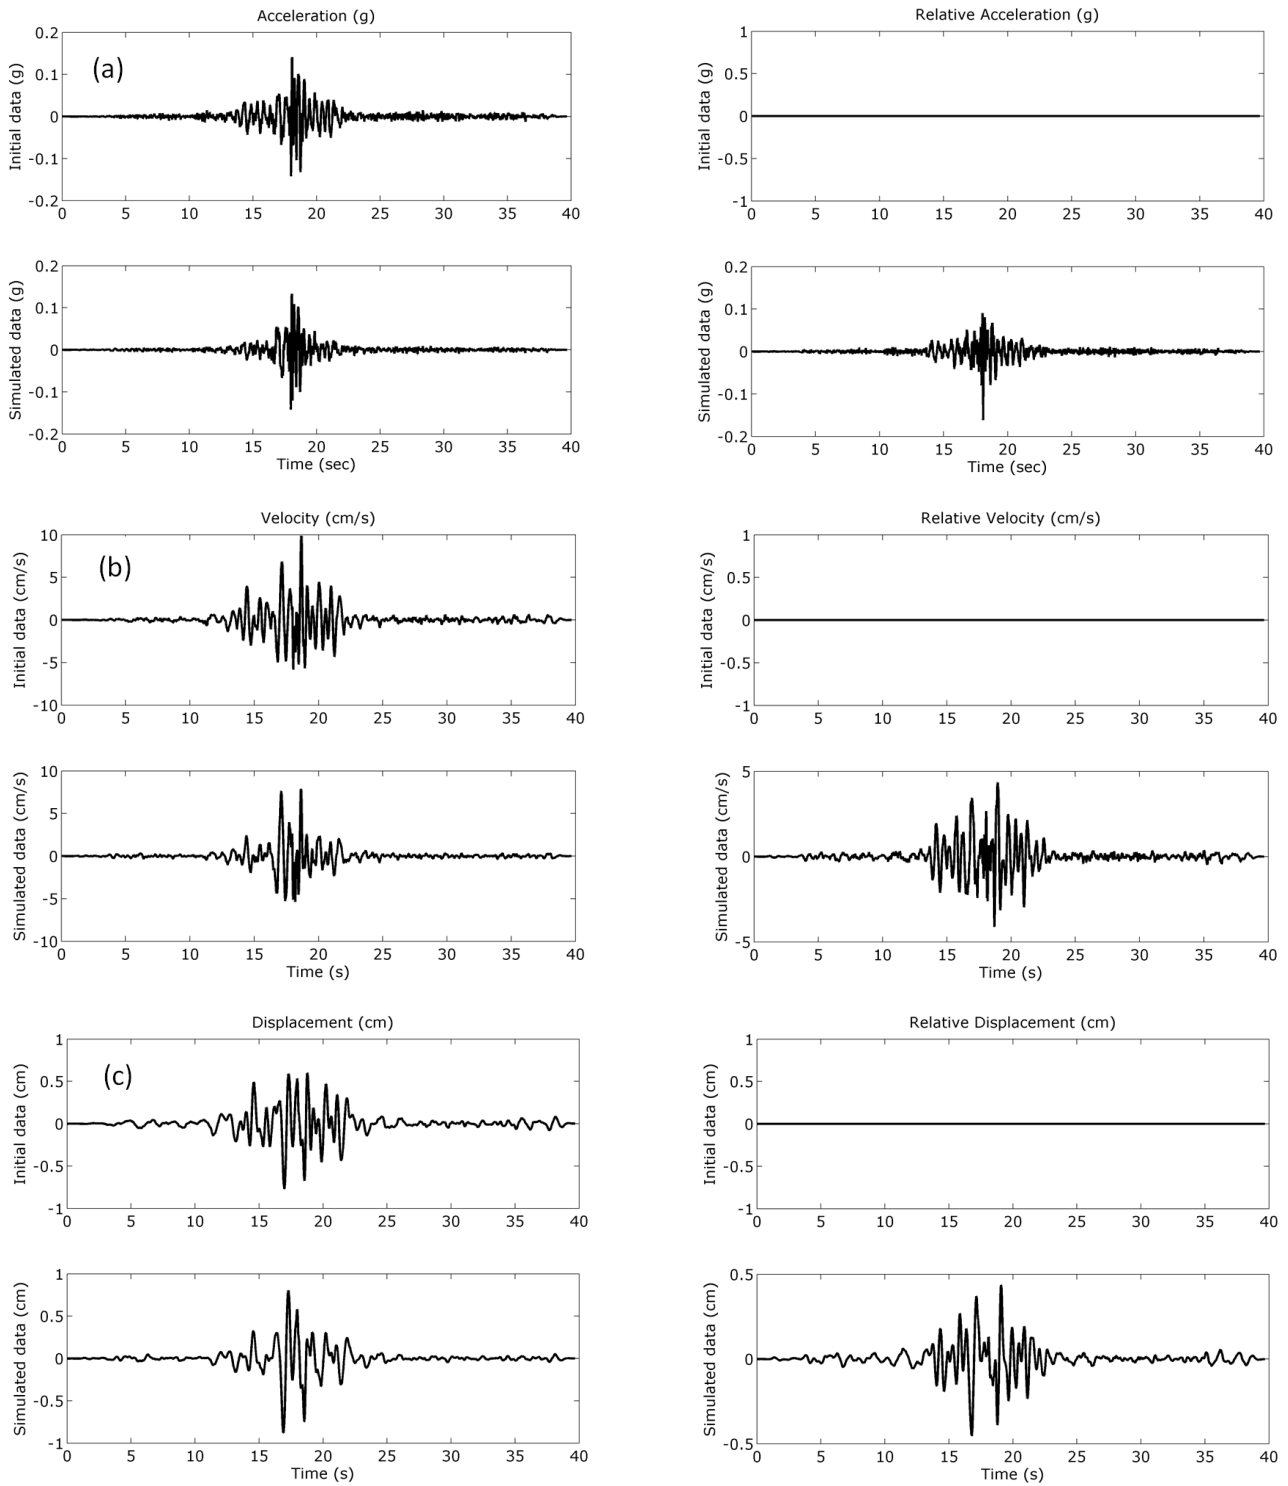 Acceleration (g)
(a)
Initial data (g)
0.2
0.1
0
-0.1
-0.2
0 5 10 15 20 25 30 35 40
Relative Acceleration (g)
Initial data (g)
1
0.5
0
-0.5
-1
0 5 10 15 20 25 30 35 40
Simulated data (g)
0.2
0.1
0
-0.1
-0.2
0 5 10 15 20 25 30 35 40
Time (sec)
Simulated data (g)
0.2
0.1
0
-0.1
-0.2
0 5 10 15 20 25 30 35 40
Time (sec)
Velocity (cm/s)
(b)
Initial data (cm/s)
10
5
0
-5
-10
0 5 10 15 20 25 30 35 40
Relative Velocity (cm/s)
Initial data (cm/s)
1
0.5
0
-0.5
-1
0 5 10 15 20 25 30 35 40
Simulated data (cm/s)
10
5
0
-5
-10
0 5 10 15 20 25 30 35 40
Time (s)
Simulated data (cm/s)
5
0
-5
0 5 10 15 20 25 30 35 40
Time (s)
Displacement (cm)
(c)
Initial data (cm)
1
0.5
0
-0.5
-1
0 5 10 15 20 25 30 35 40
Relative Displacement (cm)
Initial data (cm)
1
0.5
0
-0.5
-1
0 5 10 15 20 25 30 35 40
Simulated data (cm)
1
0.5
0
-0.5
-1
0 5 10 15 20 25 30 35 40
Time (s)
Simulated data (cm)
0.5
0
-0.5
0 5 10 15 20 25 30 35 40
Time (s)